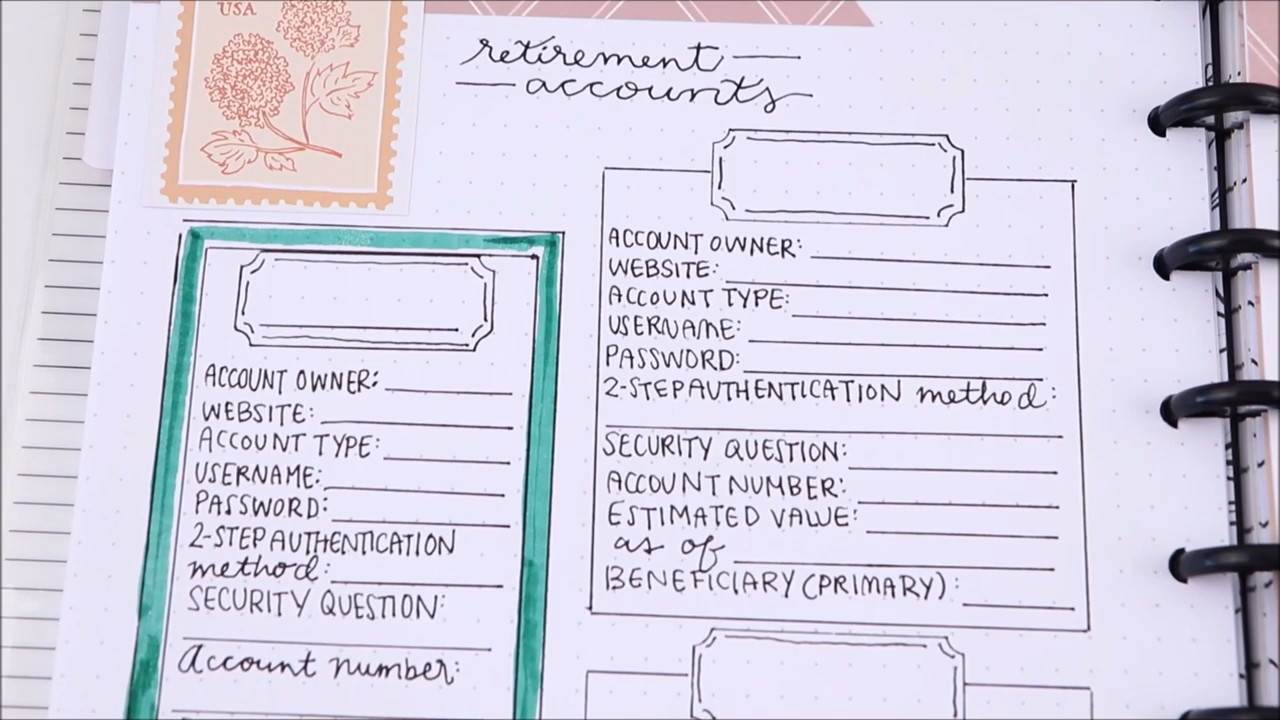 USA
retirement
accounts
ACCOUNT OWNER:
WEBSITE:
ACCOUNT TYPE:
USERNAME:
PASSWORD:
2-STEP AUTHENTICATION
method:
SECURITY QUESTION:
Account number:
ACCOUNT OWNER:
WEBSITE:
ACCOUNT TYPE:
USERNAME:
PASSWORD:
2-STEP AUTHENTICATION method:
SECURITY QUESTION:
ACCOUNT NUMBER:
ESTIMATED VALUE:
as of
BENEFICIARY (PRIMARY):